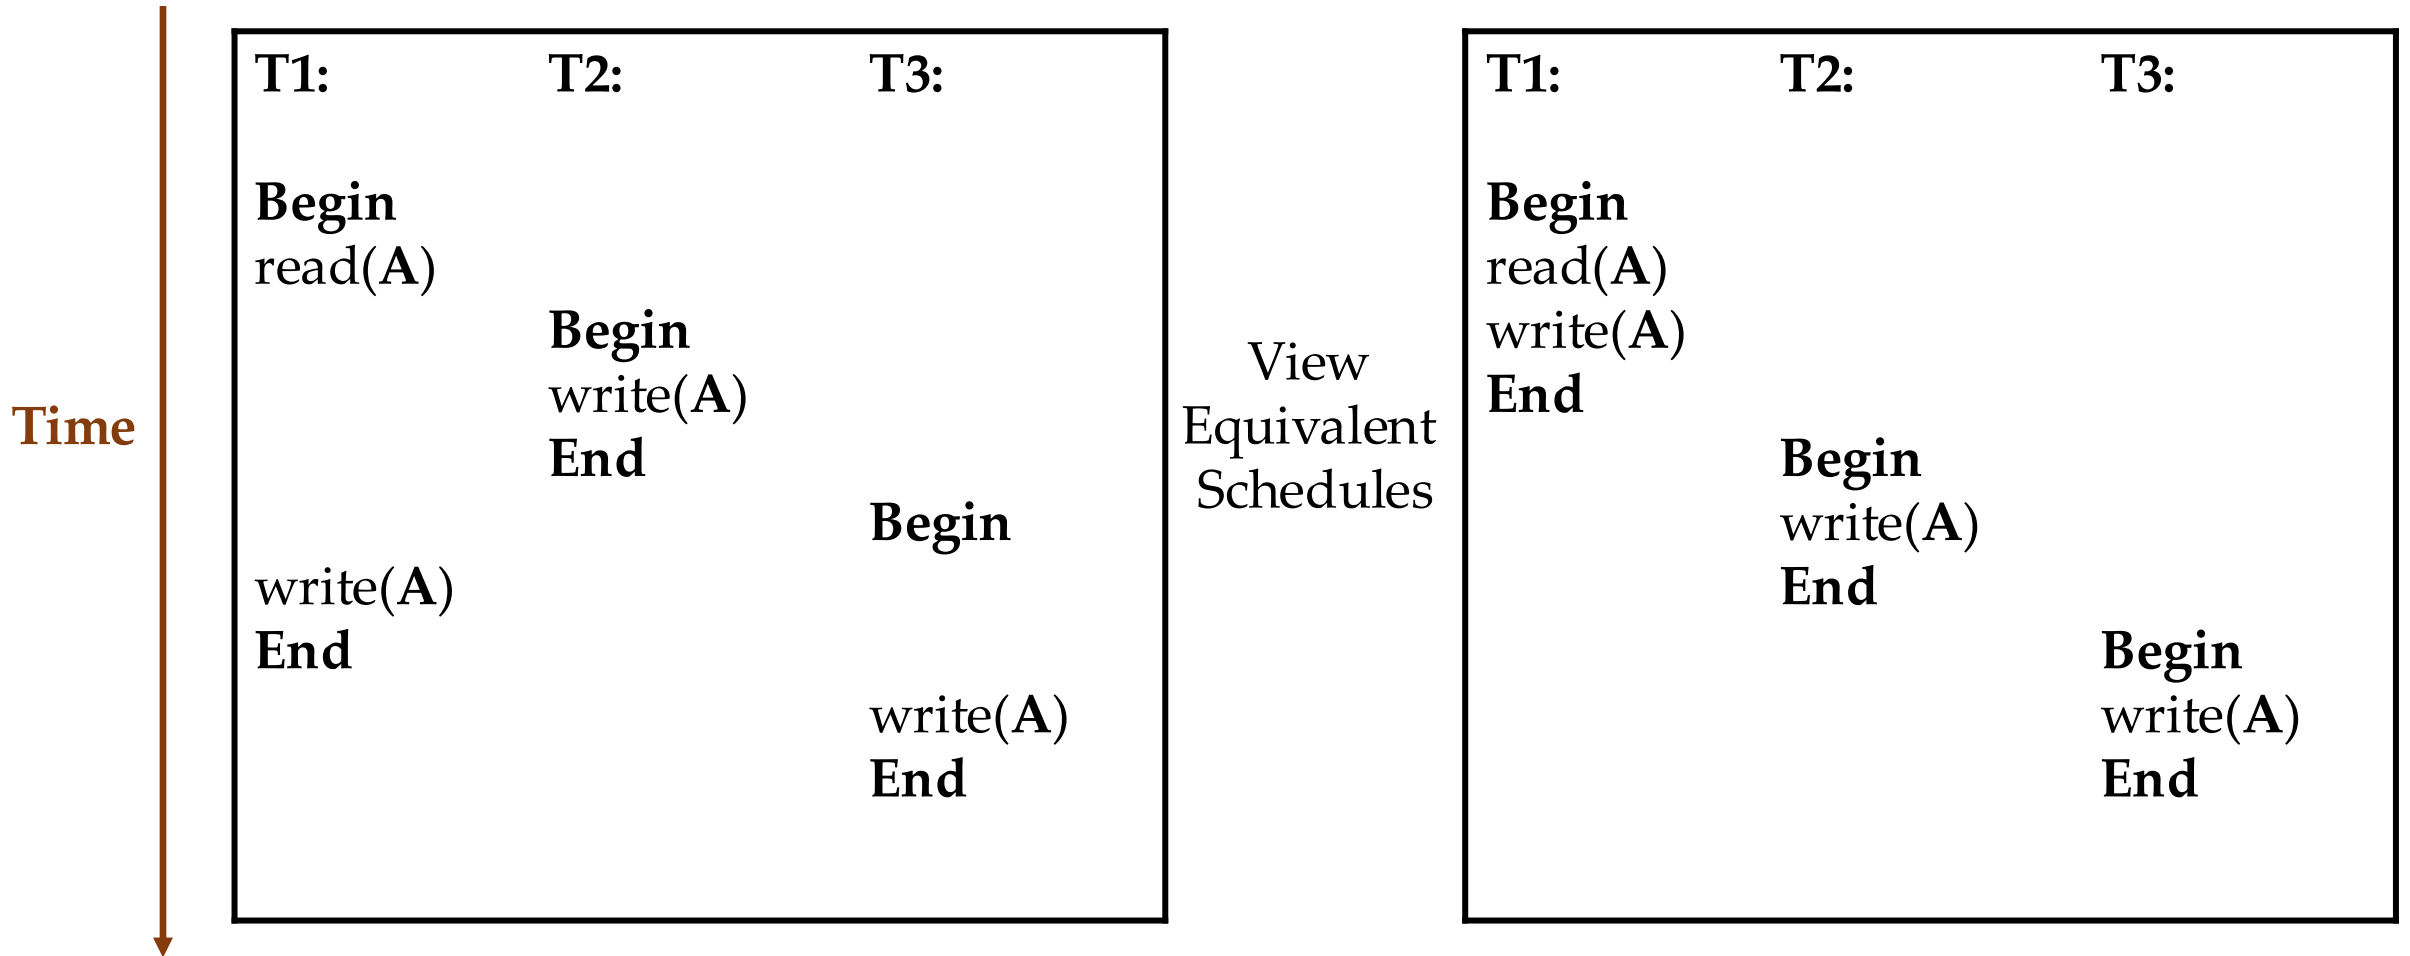 Time
T1: T2: T3:
Begin
read(A)
Begin
write(A)
End
Begin
write(A)
End
write(A)
End
View
Equivalent
Schedules
T1: T2: T3:
Begin
read(A)
write(A)
End
Begin
write(A)
End
Begin
write(A)
End